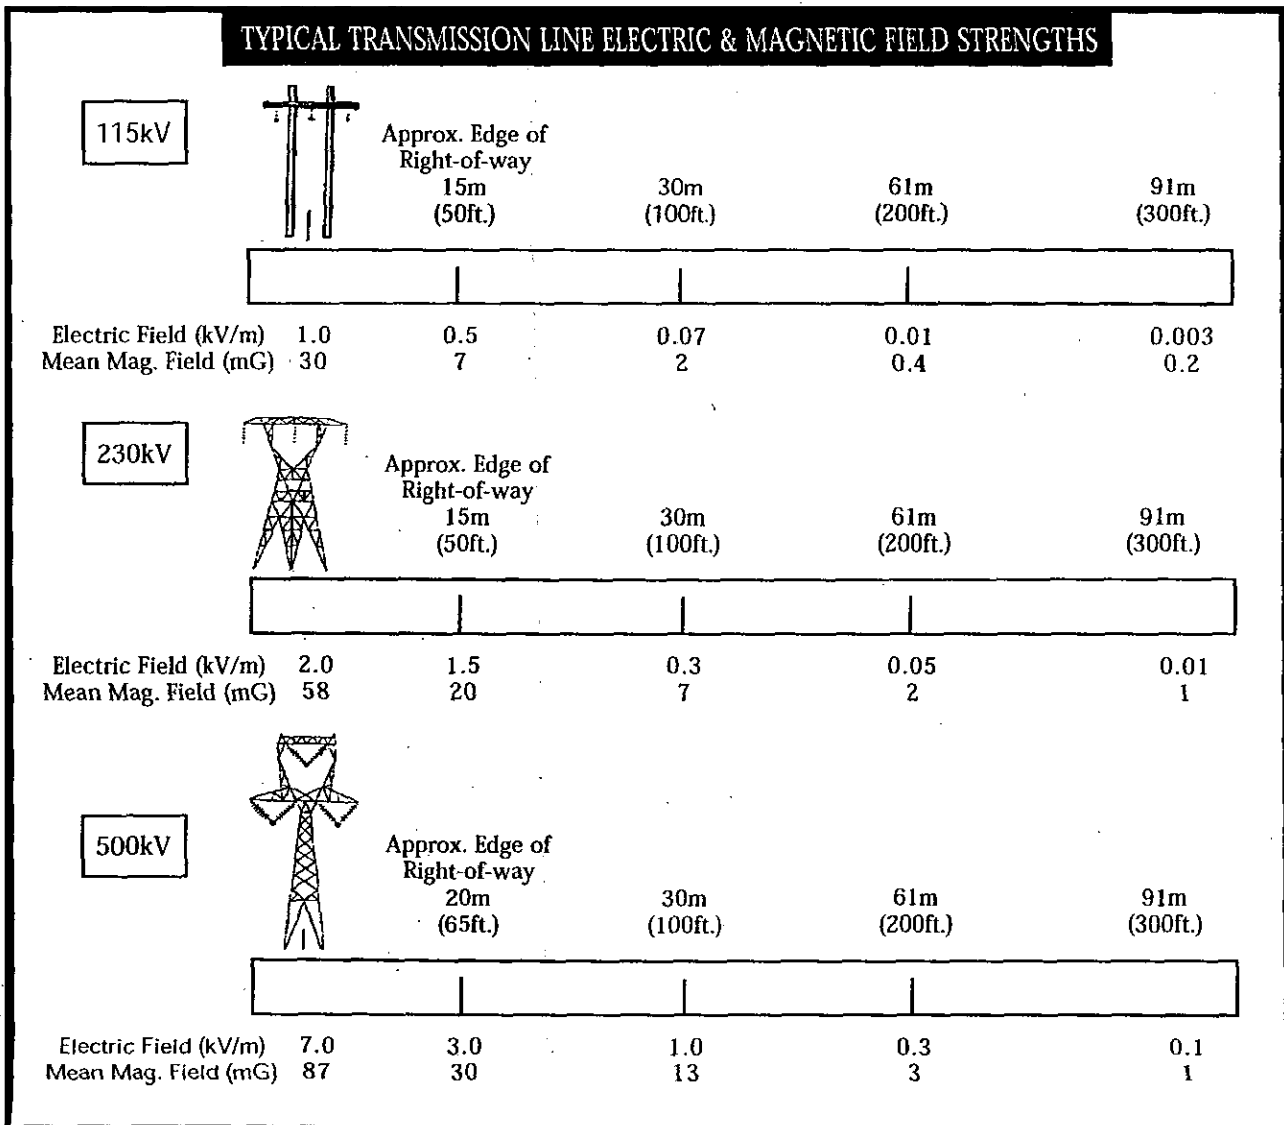 TYPICAL TRANSMISSION LINE ELECTRIC & MAGNETIC FIELD STRENGTHS
115kV
Approx. Edge of
Right-of-way
15m 30m 61m 91m
(50ft.) (100ft.) (200ft.) (300ft.)
Electric Field (kV/m) 1.0 0.5 0.07 0.01 0.003
Mean Mag. Field (mG) 30 7 2 0.4 0.2
230kV
Approx. Edge of
Right-of-way
15m 30m 61m 91m
(50ft.) (100ft.) (200ft.) (300ft.)
Electric Field (kV/m) 2.0 1.5 0.3 0.05 0.01
Mean Mag. Field (mG) 58 20 7 2 1
500kV
Approx. Edge of
Right-of-way
20m 30m 61m 91m
(65ft.) (100ft.) (200ft.) (300ft.)
Electric Field (kV/m) 7.0 3.0 1.0 0.3 0.1
Mean Mag. Field (mG) 87 30 13 3 1